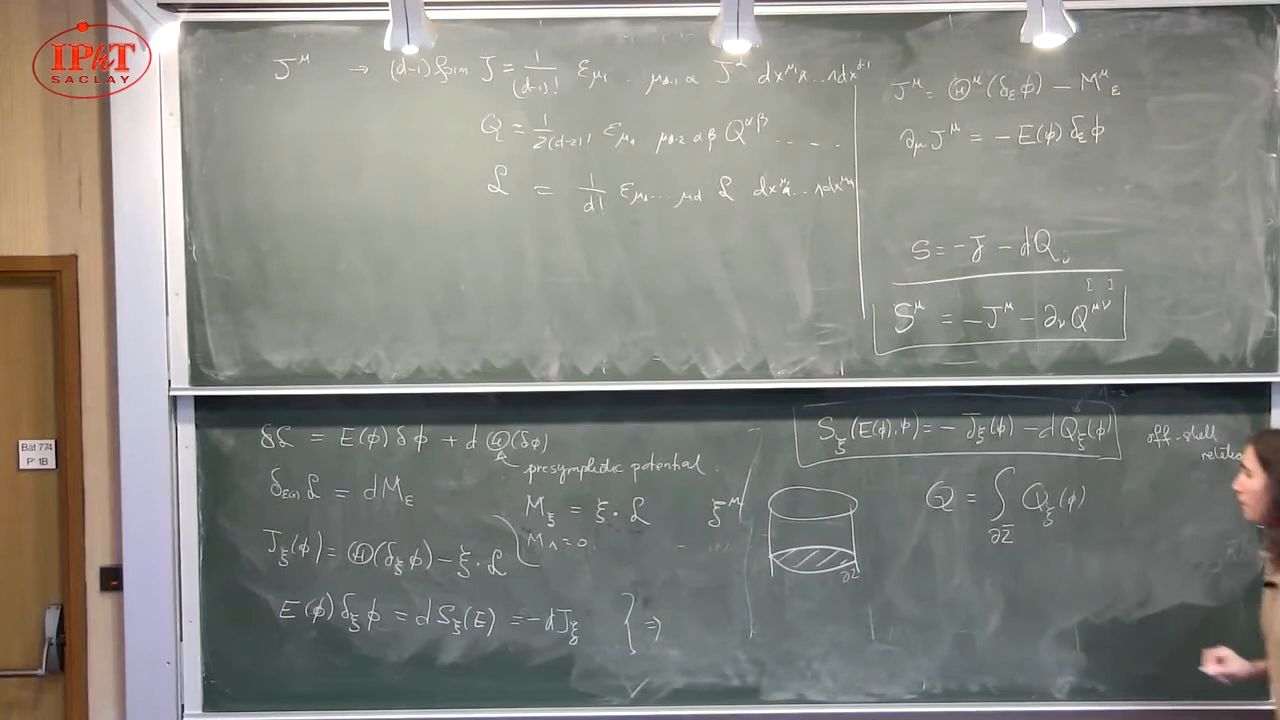 IPhT
SACLAY
J^μ → (d-1) form J = 1/(d-1)! ε_{μ1 ... μd-1 α} J^α dx^{μ1} ∧ ... ∧ dx^{d-1}
Q = 1/2(d-2)! ε_{μ1 ... μd-2 αβ} Q^{αβ} ....
ℒ = 1/d! ε_{μ1 ... μd} ℒ dx^{μ1} ∧ ... ∧ dx^{μd}
J^μ = Θ^μ(δ_ε φ) - M^μ_ε
∂_μ J^μ = - E(φ) δ_ε φ
S = - J - dQ
S^μ = - J^μ - ∂_ν Q^{[μν]}
δℒ = E(φ) δφ + d Θ(δφ)
presymplectic potential.
δ_{ε(x)} ℒ = dM_ε
M_ξ = ξ · ℒ ξ^μ
M_Λ = 0
J_ξ(φ) = Θ(δ_ξ φ) - ξ · ℒ
E(φ) δ_ξ φ = d S_ξ(E) = - dJ_ξ } ⇒
S_ξ(E(φ), φ) = - J_ξ(φ) - dQ_ξ(φ)
d-2
off-shell
Q = ∫_{∂Σ} Q_ξ(φ)
∂Σ
Bât 774
P 1B